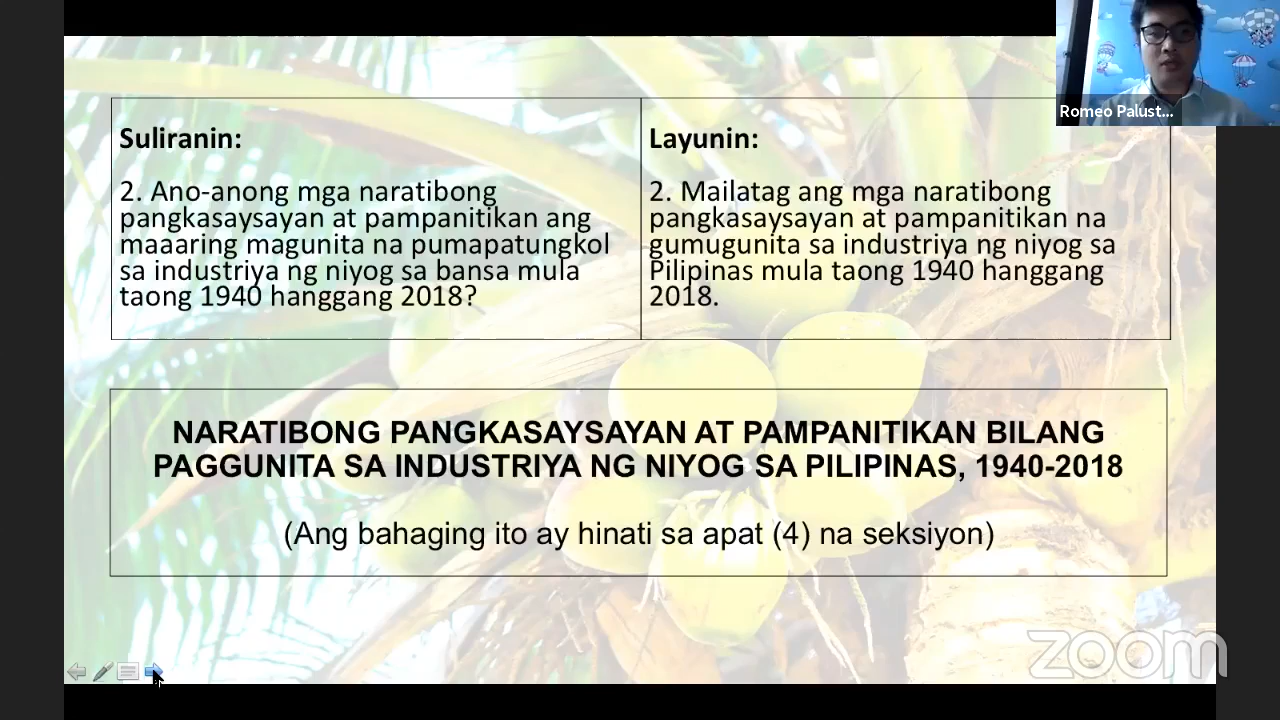 Romeo Palust...
Suliranin:
2. Ano-anong mga naratibong
pangkasaysayan at pampanitikan ang
maaaring magunita na pumapatungkol
sa industriya ng niyog sa bansa mula
taong 1940 hanggang 2018?
Layunin:
2. Mailatag ang mga naratibong
pangkasaysayan at pampanitikan na
gumugunita sa industriya ng niyog sa
Pilipinas mula taong 1940 hanggang
2018.
NARATIBONG PANGKASAYSAYAN AT PAMPANITIKAN BILANG
PAGGUNITA SA INDUSTRIYA NG NIYOG SA PILIPINAS, 1940-2018
(Ang bahaging ito ay hinati sa apat (4) na seksiyon)
zoom